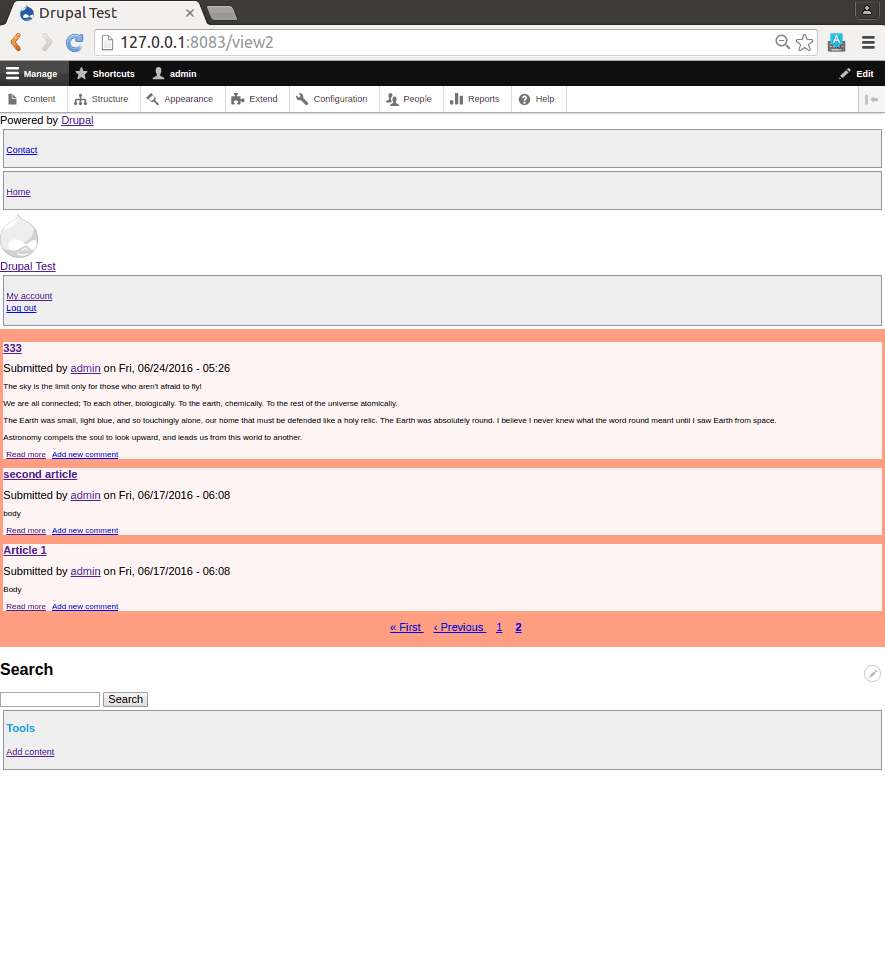 Drupal Test
127.0.0.1:8083/view2
Manage Shortcuts admin Edit
Content Structure Appearance Extend Configuration People Reports Help
Powered by Drupal
Contact
Home
Drupal Test
My account
Log out
333
Submitted by admin on Fri, 06/24/2016 - 05:26
The sky is the limit only for those who aren't afraid to fly!
We are all connected; To each other, biologically. To the earth, chemically. To the rest of the universe atomically.
The Earth was small, light blue, and so touchingly alone, our home that must be defended like a holy relic. The Earth was absolutely round. I believe I never knew what the word round meant until I saw Earth from space.
Astronomy compels the soul to look upward, and leads us from this world to another.
Read more Add new comment
second article
Submitted by admin on Fri, 06/17/2016 - 06:08
body
Read more Add new comment
Article 1
Submitted by admin on Fri, 06/17/2016 - 06:08
Body
Read more Add new comment
« First ‹ Previous 1 2
Search
Search
Tools
Add content